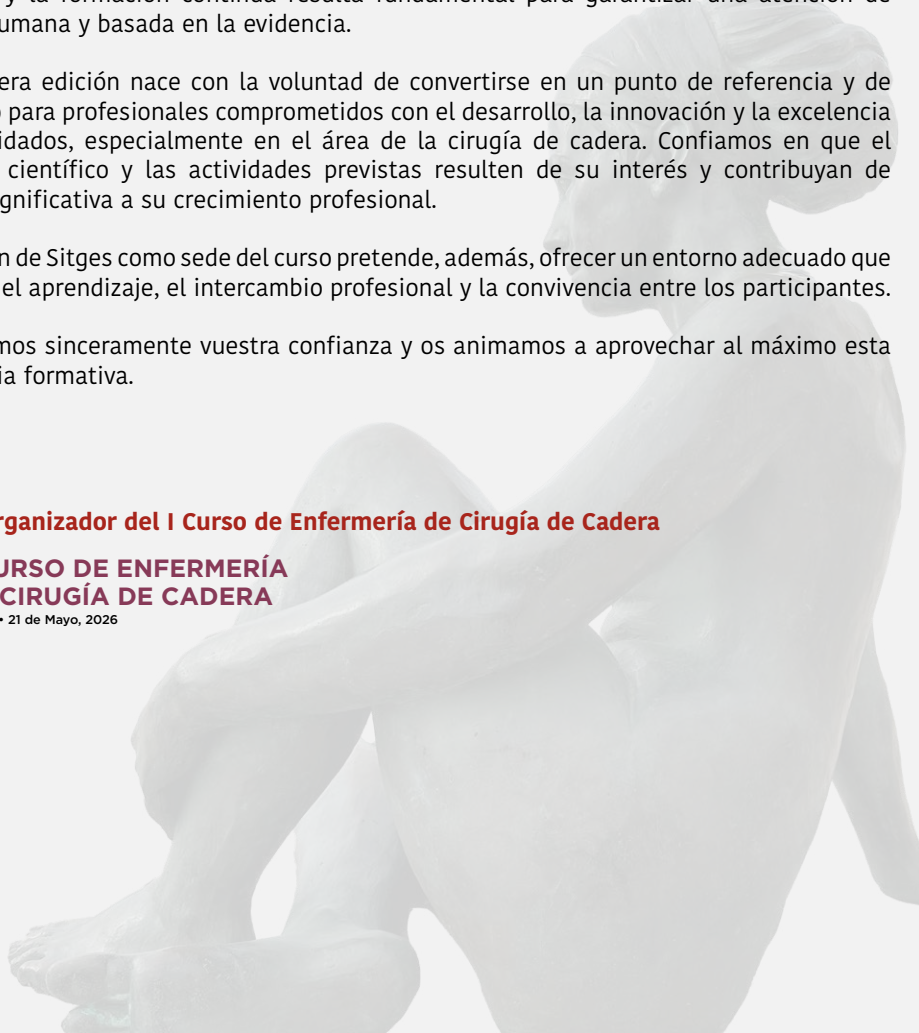 y la formación continua resulta fundamental para garantizar una atención de
umana y basada en la evidencia.
era edición nace con la voluntad de convertirse en un punto de referencia y de
para profesionales comprometidos con el desarrollo, la innovación y la excelencia
idados, especialmente en el área de la cirugía de cadera. Confiamos en que el
científico y las actividades previstas resulten de su interés y contribuyan de
gnificativa a su crecimiento profesional.
n de Sitges como sede del curso pretende, además, ofrecer un entorno adecuado que
el aprendizaje, el intercambio profesional y la convivencia entre los participantes.
mos sinceramente vuestra confianza y os animamos a aprovechar al máximo esta
ia formativa.
rganizador del I Curso de Enfermería de Cirugía de Cadera
URSO DE ENFERMERÍA
CIRUGÍA DE CADERA
• 21 de Mayo, 2026